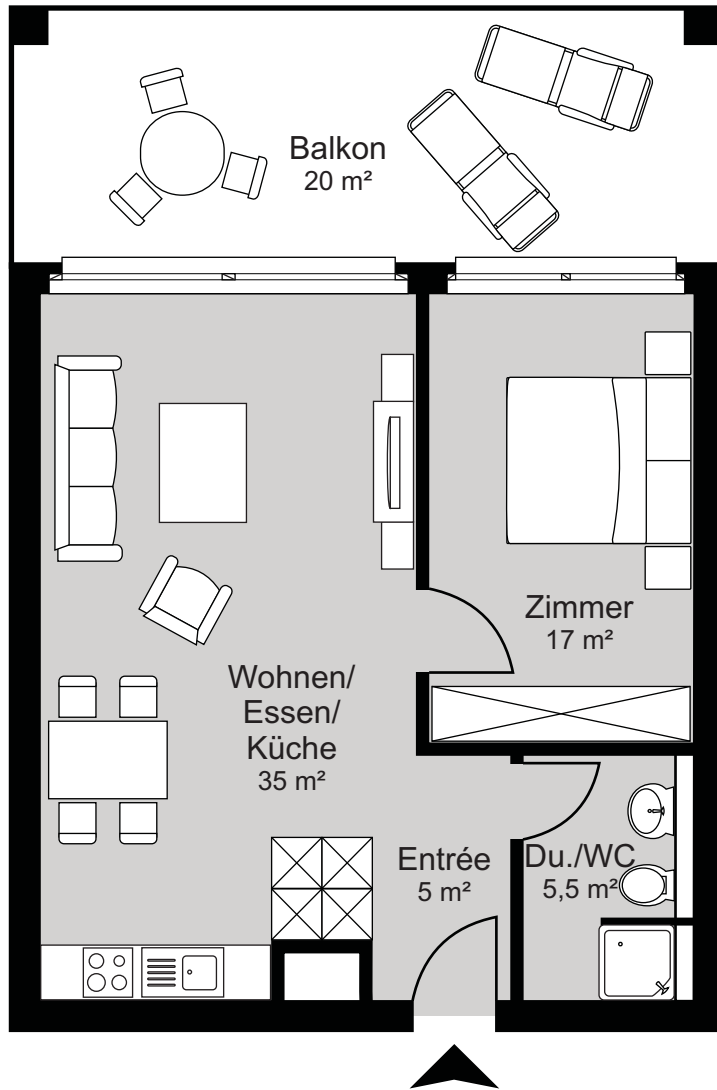 Balkon
20 m²
Zimmer
17 m²
Wohnen/
Essen/
Küche
35 m²
Entrée
5 m²
Du./WC
5,5 m²